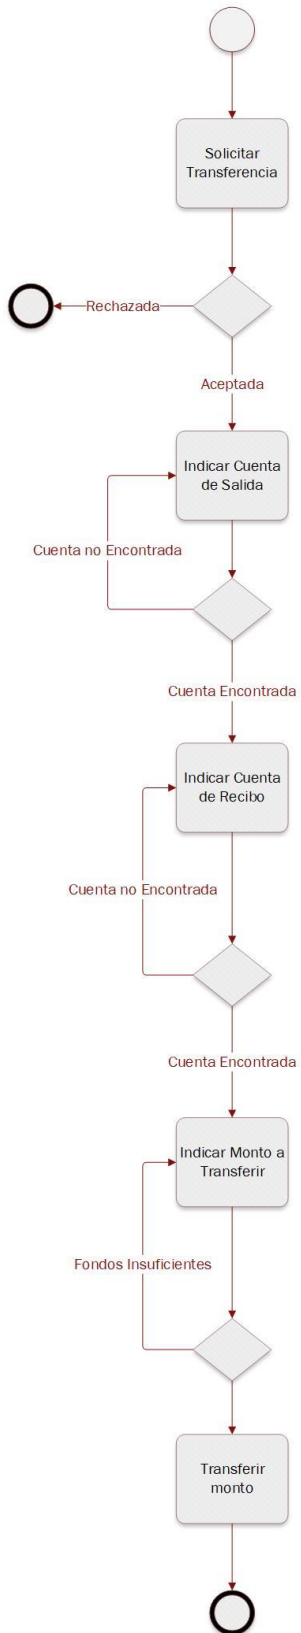 Solicitar
Transferencia
Rechazada
Aceptada
Indicar Cuenta
de Salida
Cuenta no Encontrada
Cuenta Encontrada
Indicar Cuenta
de Recibo
Cuenta no Encontrada
Cuenta Encontrada
Indicar Monto a
Transferir
Fondos Insuficientes
Transferir
monto